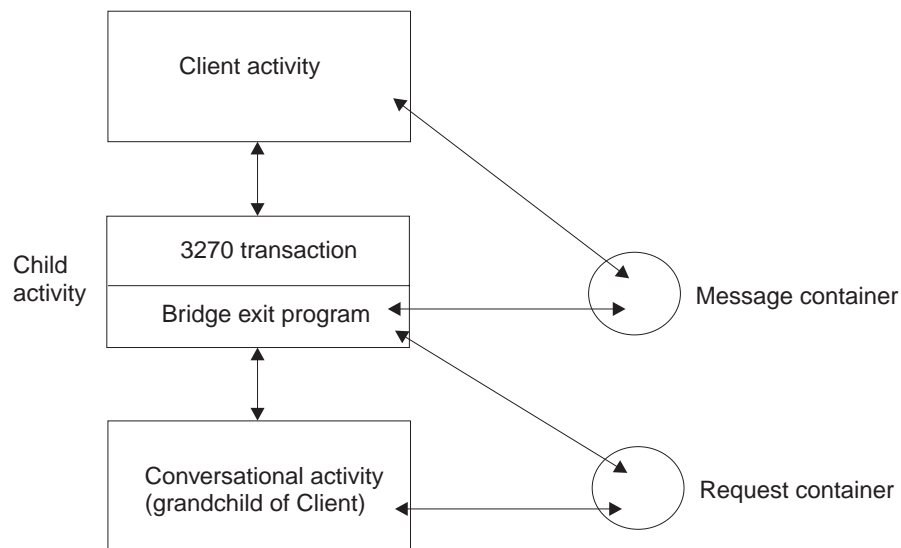 Client activity
3270 transaction
Child
activity
Bridge exit program
Message container
Conversational activity
(grandchild of Client)
Request container